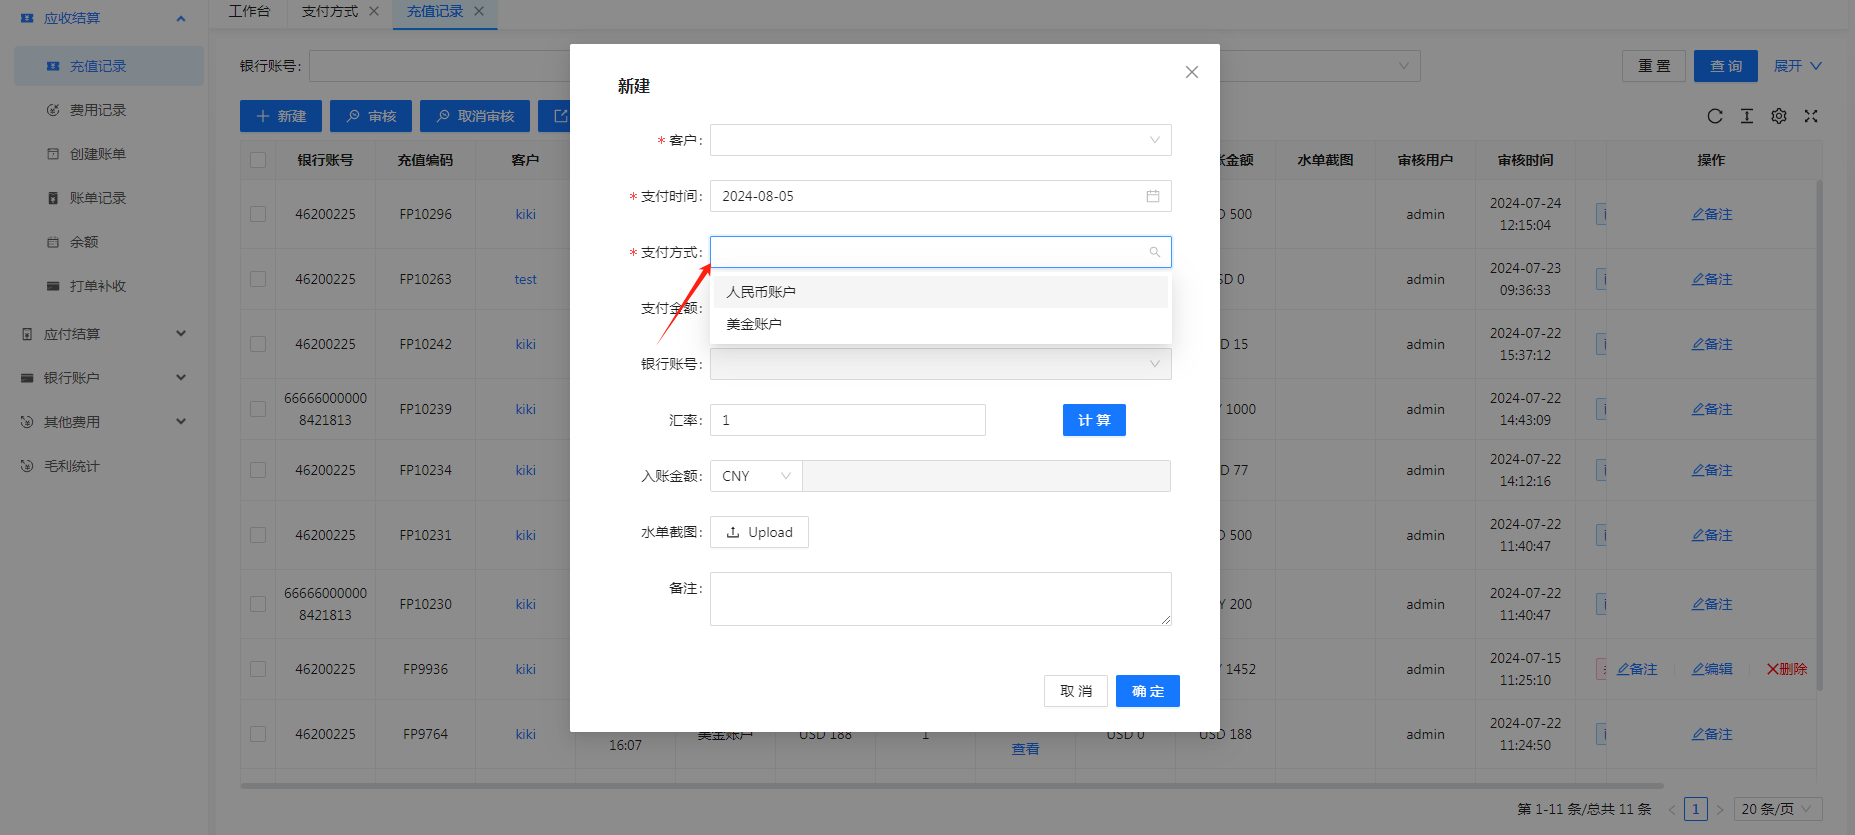 应收结算
充值记录
费用记录
创建账单
账单记录
余额
打单补收
应付结算
银行账户
其他费用
毛利统计
工作台
支付方式
充值记录
银行账号:
重 置
查 询
展开
新建
审核
取消审核
银行账号 充值编码 客户 水单截图 审核用户 审核时间 操作
46200225 FP10296 kiki 500 admin 2024-07-24 12:15:04 备注
46200225 FP10263 test 0 admin 2024-07-23 09:36:33 备注
46200225 FP10242 kiki 15 admin 2024-07-22 15:37:12 备注
666660000008421813 FP10239 kiki 1000 admin 2024-07-22 14:43:09 备注
46200225 FP10234 kiki 77 admin 2024-07-22 14:12:16 备注
46200225 FP10231 kiki 500 admin 2024-07-22 11:40:47 备注
666660000008421813 FP10230 kiki 200 admin 2024-07-22 11:40:47 备注
46200225 FP9936 kiki 1452 admin 2024-07-15 11:25:10 备注 编辑 删除
46200225 FP9764 kiki 16:07 美金账户 USD 188 1 查看 USD 0 USD 188 admin 2024-07-22 11:24:50 备注
第 1-11 条/总共 11 条
1
20 条/页
新建
* 客户:
* 支付时间: 2024-08-05
* 支付方式:
人民币账户
美金账户
支付金额:
银行账号:
汇率: 1
计 算
入账金额: CNY
水单截图: Upload
备注:
取 消
确 定